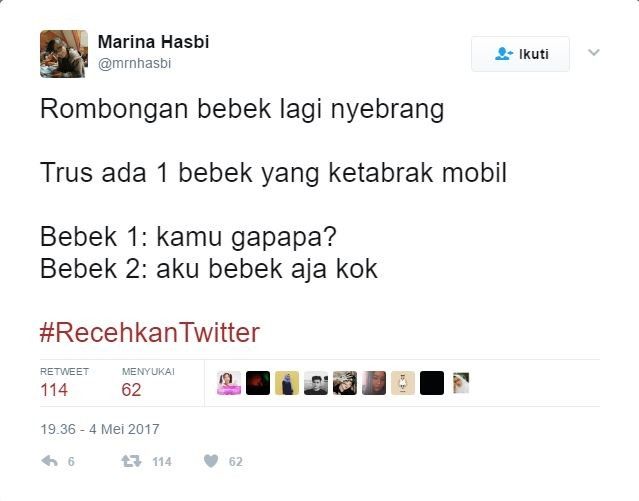 Marina Hasbi
@mrnhasbi
Ikuti
Rombongan bebek lagi nyebrang
Trus ada 1 bebek yang ketabrak mobil
Bebek 1: kamu gapapa?
Bebek 2: aku bebek aja kok
#RecehkanTwitter
RETWEET MENYUKAI
114 62
19.36 - 4 Mei 2017
6 114 62